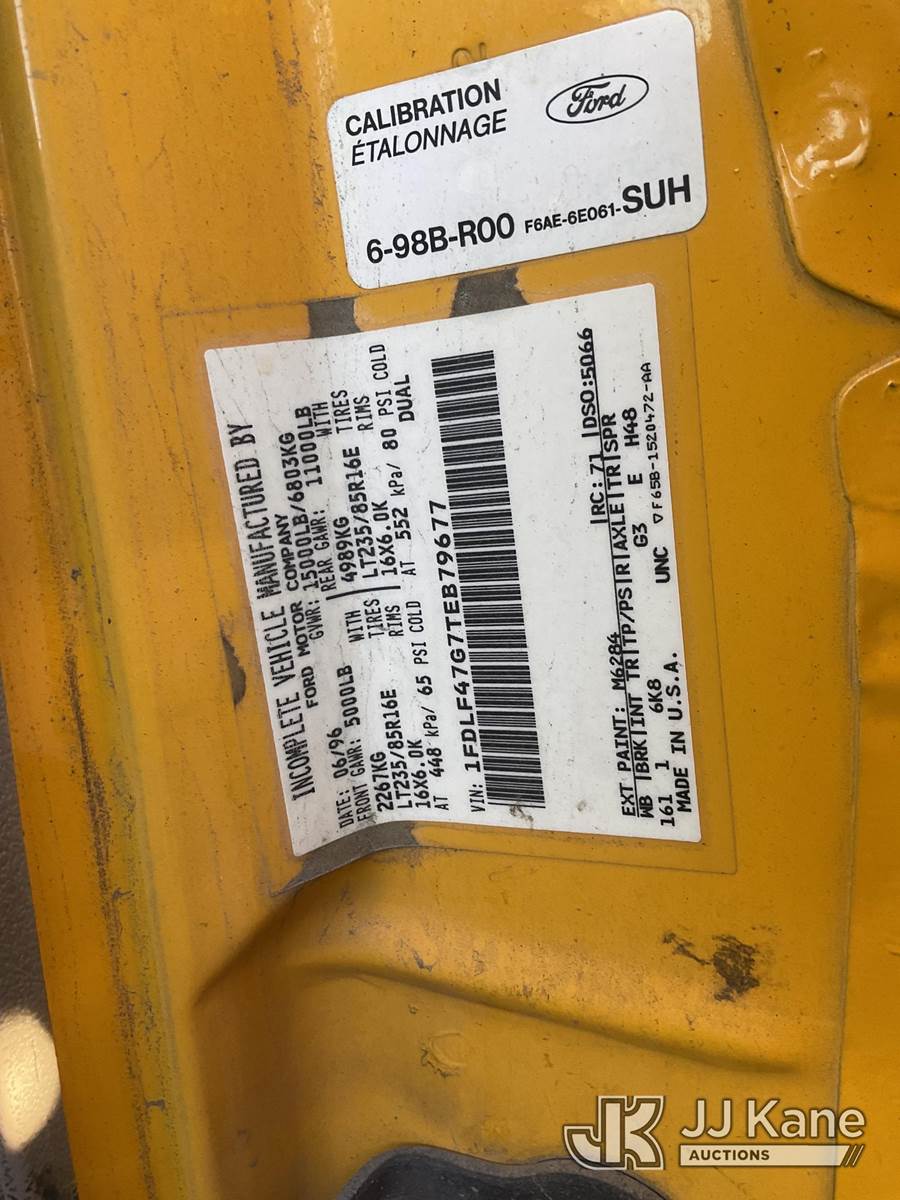 CALIBRATION
ÉTALONNAGE
Ford
6-98B-R00 F6AE-6E061-SUH
INCOMPLETE VEHICLE MANUFACTURED BY
FORD MOTOR COMPANY
GVWR: 15000LB/6803KG
DATE: 06/96
FRONT GAWR: 5000LB
2267KG WITH
LT235/85R16E TIRES
16X6.0K RIMS
AT 448 kPa/ 65 PSI COLD
REAR GAWR: 11000LB
4989KG WITH
LT235/85R16E TIRES
16X6.0K RIMS
AT 552 kPa/ 80 PSI COLD
DUAL
VIN: 1FDLF47G7TEB79677
EXT PAINT: M6284 RC: 71 DSO:5066
WB BRK INT TR TP/PS R AXLE TR SPR
161 1 6K8 UNC G3 E H48
MADE IN U.S.A. ▽F65B-1520472-AA
JK JJ Kane
AUCTIONS